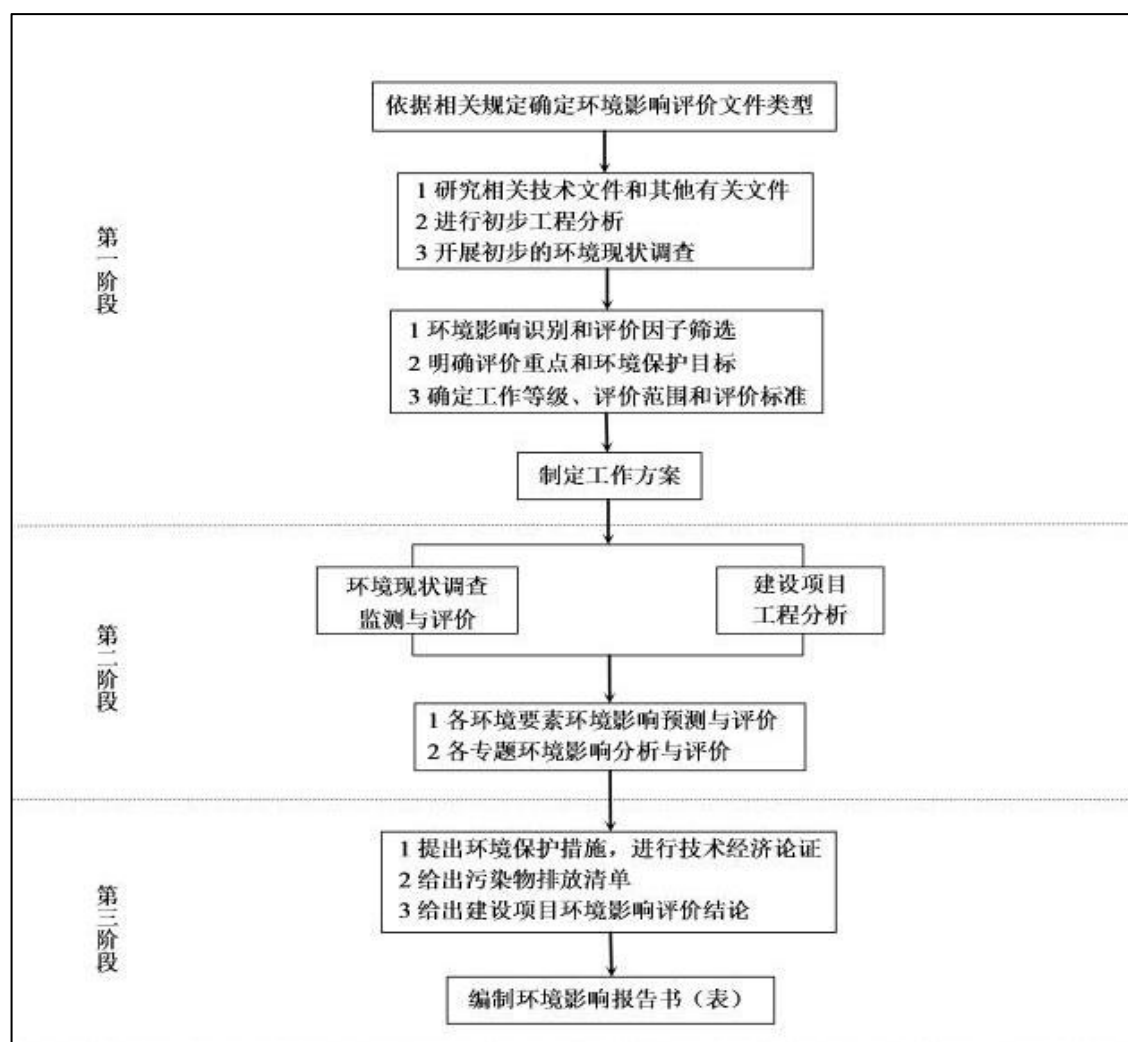 依据相关规定确定环境影响评价文件类型
1 研究相关技术文件和其他有关文件
2 进行初步工程分析
3 开展初步的环境现状调查
第一阶段
1 环境影响识别和评价因子筛选
2 明确评价重点和环境保护目标
3 确定工作等级、评价范围和评价标准
制定工作方案
环境现状调查
监测与评价
建设项目
工程分析
第二阶段
1 各环境要素环境影响预测与评价
2 各专题环境影响分析与评价
1 提出环境保护措施，进行技术经济论证
2 给出污染物排放清单
3 给出建设项目环境影响评价结论
第三阶段
编制环境影响报告书（表）